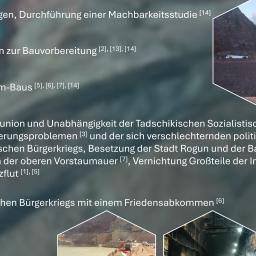 gen, Durchführung einer Machbarkeitsstudie [14]
n zur Bauvorbereitung [2], [13], [14]
m-Baus [5], [6], [7], [14]
union und Unabhängigkeit der Tadschikischen Sozialistisc
erungsproblemen [3] und der sich verschlechternden politi
schen Bürgerkriegs, Besetzung der Stadt Rogun und der Ba
n der oberen Vorstaumauer [7], Vernichtung Großteile der In
zflut [1], [5]
chen Bürgerkriegs mit einem Friedensabkommen [6]